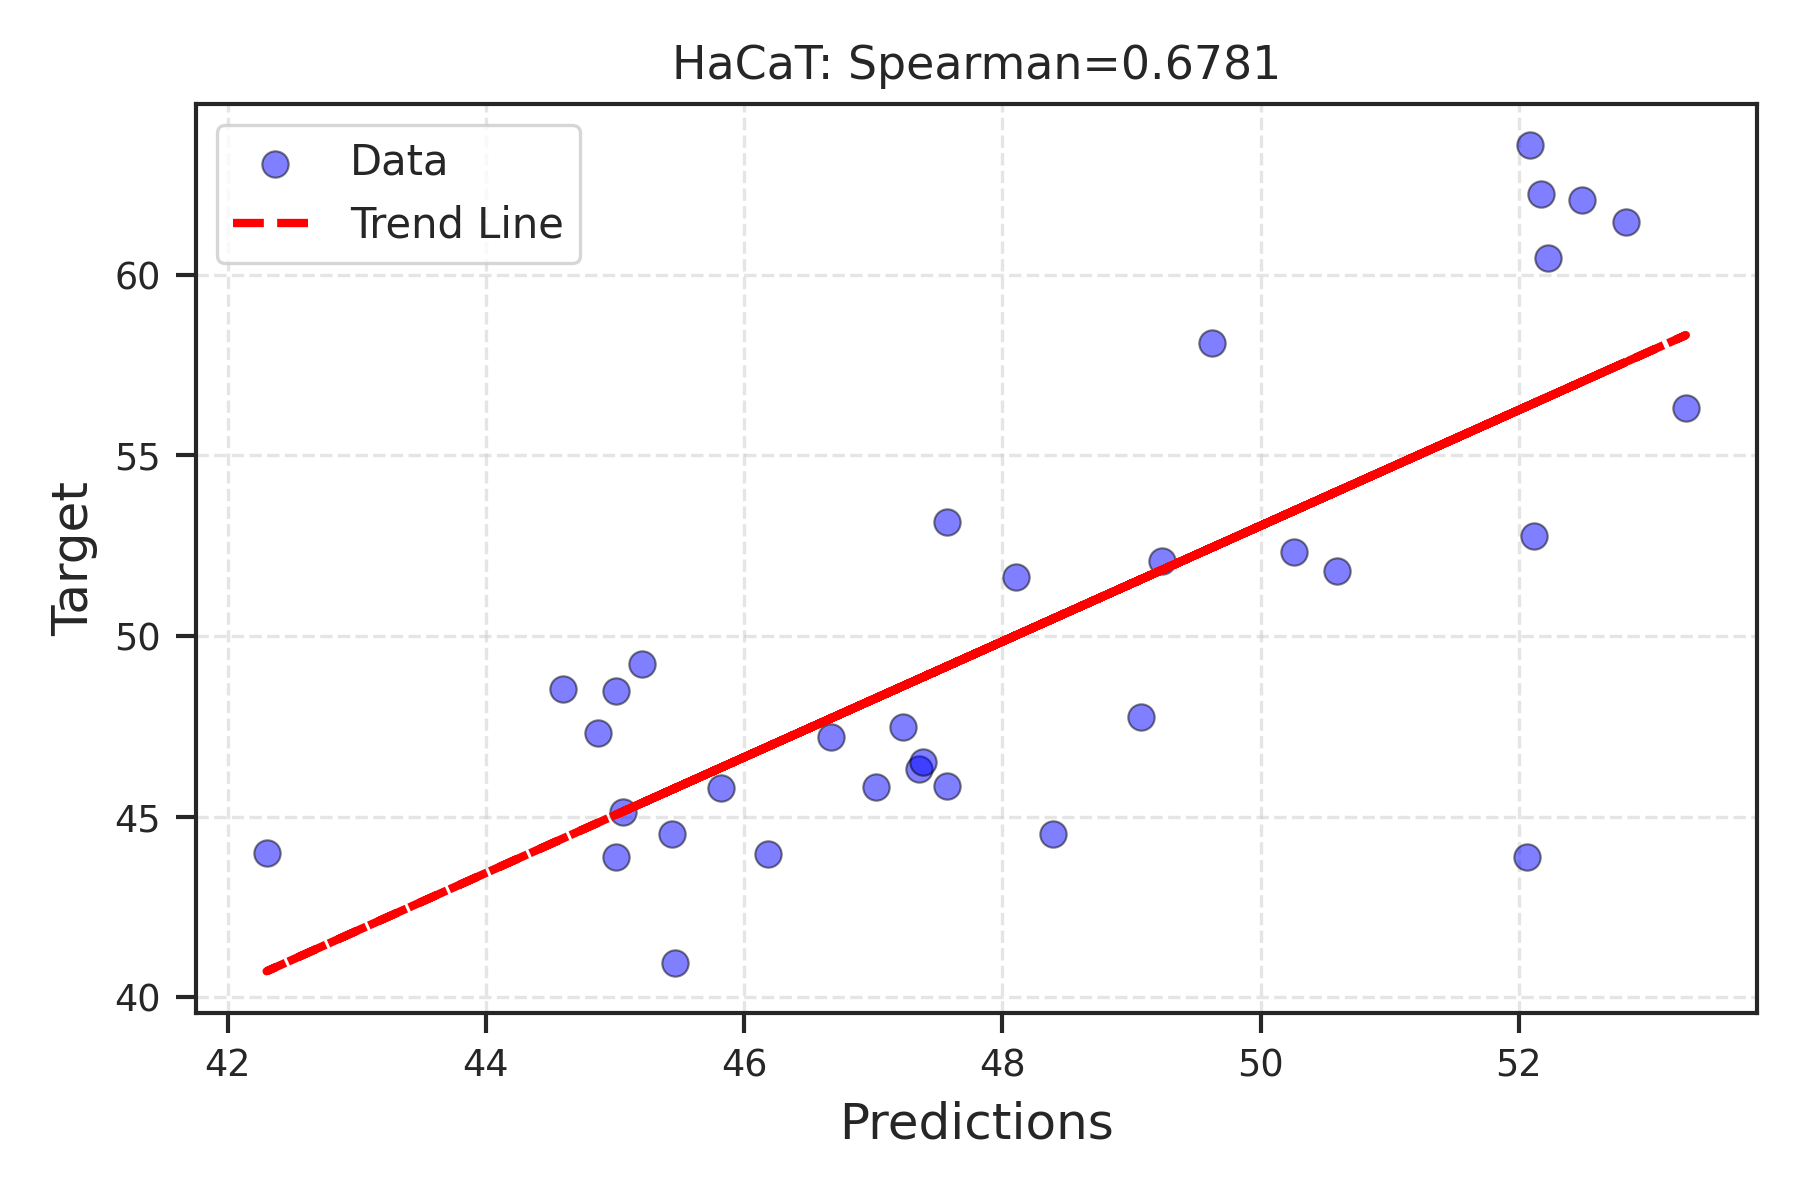 HaCaT: Spearman=0.6781
Data
Trend Line
60
55
50
45
40
Target
42 44 46 48 50 52
Predictions